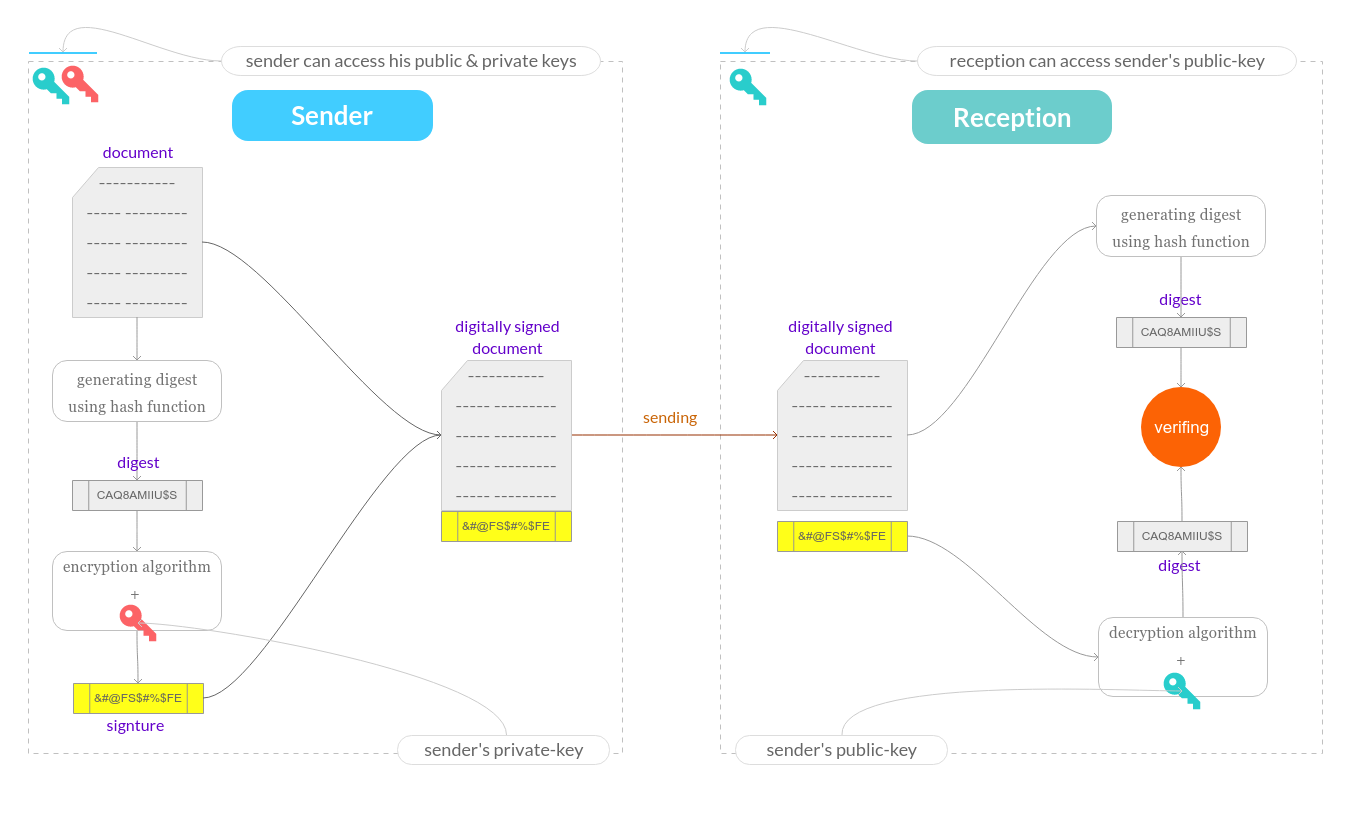 sender can access his public & private keys
Sender
document
-----------
----- ---------
----- ---------
----- ---------
----- ---------
generating digest
using hash function
digest
CAQ8AMIIU$S
encryption algorithm
+
&#@FS$#%$FE
signture
sender's private-key
digitally signed
document
-----------
----- ---------
----- ---------
----- ---------
----- ---------
&#@FS$#%$FE
sending
reception can access sender's public-key
Reception
digitally signed
document
-----------
----- ---------
----- ---------
----- ---------
----- ---------
&#@FS$#%$FE
generating digest
using hash function
digest
CAQ8AMIIU$S
verifing
CAQ8AMIIU$S
digest
decryption algorithm
+
sender's public-key